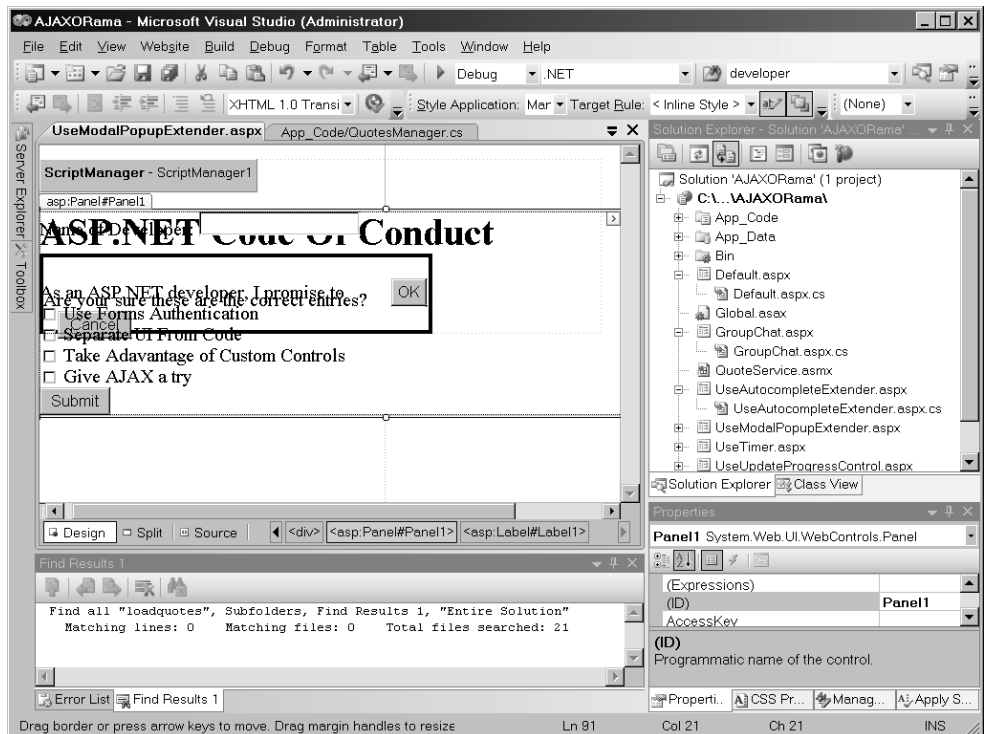 AJAXORama - Microsoft Visual Studio (Administrator)
File Edit View Website Build Debug Format Table Tools Window Help
Debug .NET developer
XHTML 1.0 Transi Style Application: Mar Target Rule: < Inline Style > (None)
Server Explorer
Toolbox
UseModalPopupExtender.aspx App_Code/QuotesManager.cs
ScriptManager - ScriptManager1
asp:Panel#Panel1
Name of Developer:
ASP.NET Code Of Conduct
As an ASP.NET developer, I promise to
OK
Are your sure these are the correct entries?
Use Forms Authentication
Cancel
Separate UI From Code
Take Adavantage of Custom Controls
Give AJAX a try
Submit
Design Split Source <div> <asp:Panel#Panel1> <asp:Label#Label1>
Find Results 1
Find all "loadquotes", Subfolders, Find Results 1, "Entire Solution"
Matching lines: 0 Matching files: 0 Total files searched: 21
Error List Find Results 1
Solution Explorer - Solution 'AJAXORama' ...
Solution 'AJAXORama' (1 project)
C:\...\AJAXORama\
App_Code
App_Data
Bin
Default.aspx
Default.aspx.cs
Global.asax
GroupChat.aspx
GroupChat.aspx.cs
QuoteService.asmx
UseAutocompleteExtender.aspx
UseAutocompleteExtender.aspx.cs
UseModalPopupExtender.aspx
UseTimer.aspx
UseUpdateProgressControl.aspx
Solution Explorer Class View
Properties
Panel1 System.Web.UI.WebControls.Panel
(Expressions)
(ID) Panel1
AccessKey
(ID)
Programmatic name of the control.
Properti.. CSS Pr... Manag... Apply S...
Drag border or press arrow keys to move. Drag margin handles to resize Ln 91 Col 21 Ch 21 INS